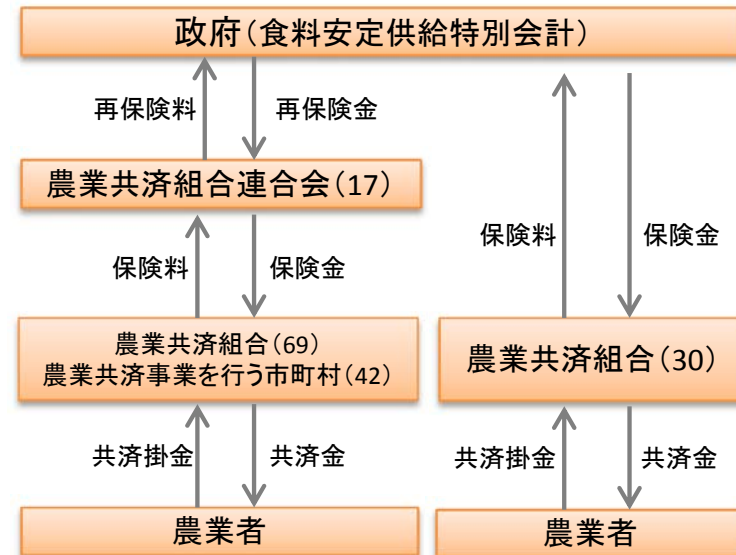 政府(食料安定供給特別会計)
再保険料
再保険金
農業共済組合連合会(17)
保険料
保険金
保険料
保険金
農業共済組合(69)
農業共済事業を行う市町村(42)
農業共済組合(30)
共済掛金
共済金
共済掛金
共済金
農業者
農業者